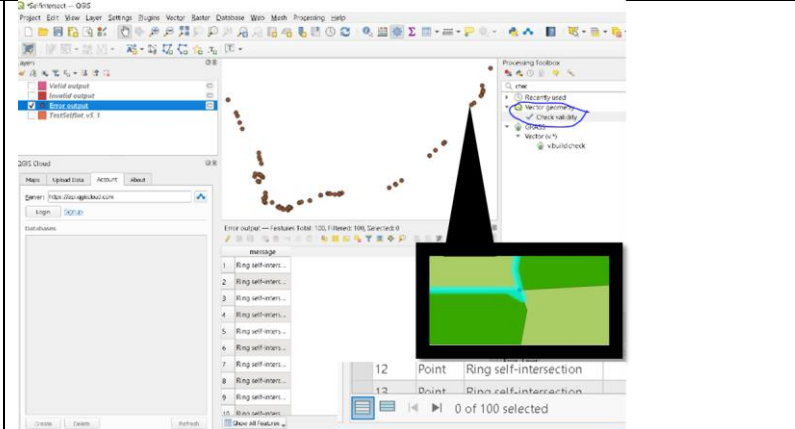 *SelfIntersect — QGIS
Project Edit View Layer Settings Plugins Vector Raster Database Web Mesh Processing Help
Layers
Valid output
Invalid output
Error output
TestSelfInt_v5_1
QGIS Cloud
Maps Upload Data Account About
Server: https://api.qgiscloud.com
Login Signup
Databases
Create Delete Refresh
Error output — Features Total: 100, Filtered: 100, Selected: 0
message
1 Ring self-inters...
2 Ring self-inters...
3 Ring self-inters...
4 Ring self-inters...
5 Ring self-inters...
6 Ring self-inters...
7 Ring self-inters...
8 Ring self-inters...
9 Ring self-inters...
10 Ring self-inters...
Show All Features
Processing Toolbox
chec
Recently used
Vector geometry
Check validity
GRASS
Vector (v.*)
v.build.check
12 Point Ring self-intersection
13 Point Ring self-intersection
0 of 100 selected